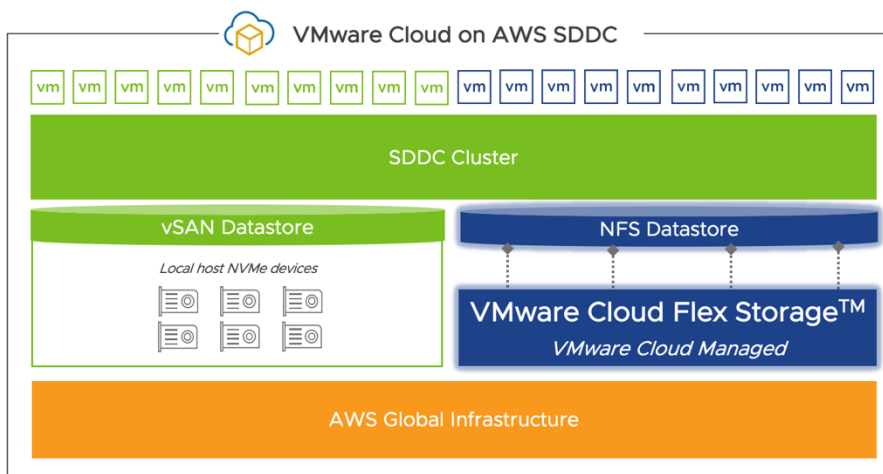 VMware Cloud on AWS SDDC
vm vm vm vm vm vm vm vm vm vm vm vm vm vm vm vm vm vm vm vm
SDDC Cluster
vSAN Datastore
NFS Datastore
Local host NVMe devices
VMware Cloud Flex Storage™
VMware Cloud Managed
AWS Global Infrastructure